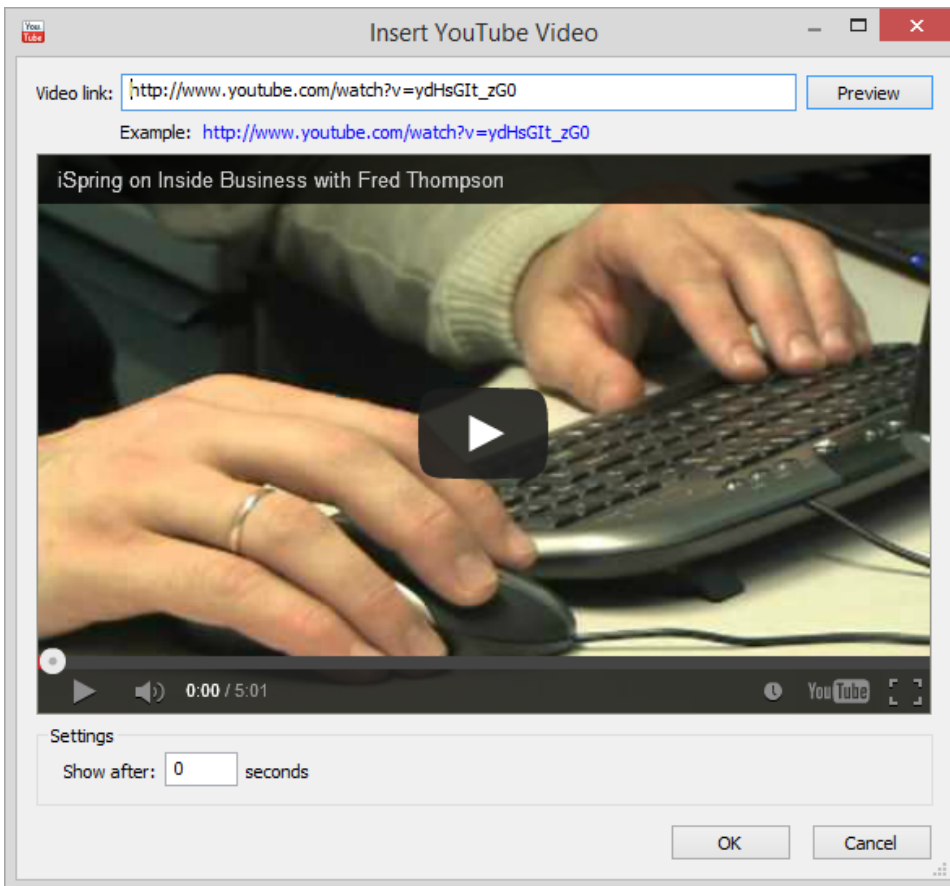 You Tube
Insert YouTube Video
Video link: http://www.youtube.com/watch?v=ydHsGIt_zG0 Preview
Example: http://www.youtube.com/watch?v=ydHsGIt_zG0
iSpring on Inside Business with Fred Thompson
0:00 / 5:01 YouTube
Settings
Show after: 0 seconds
OK Cancel